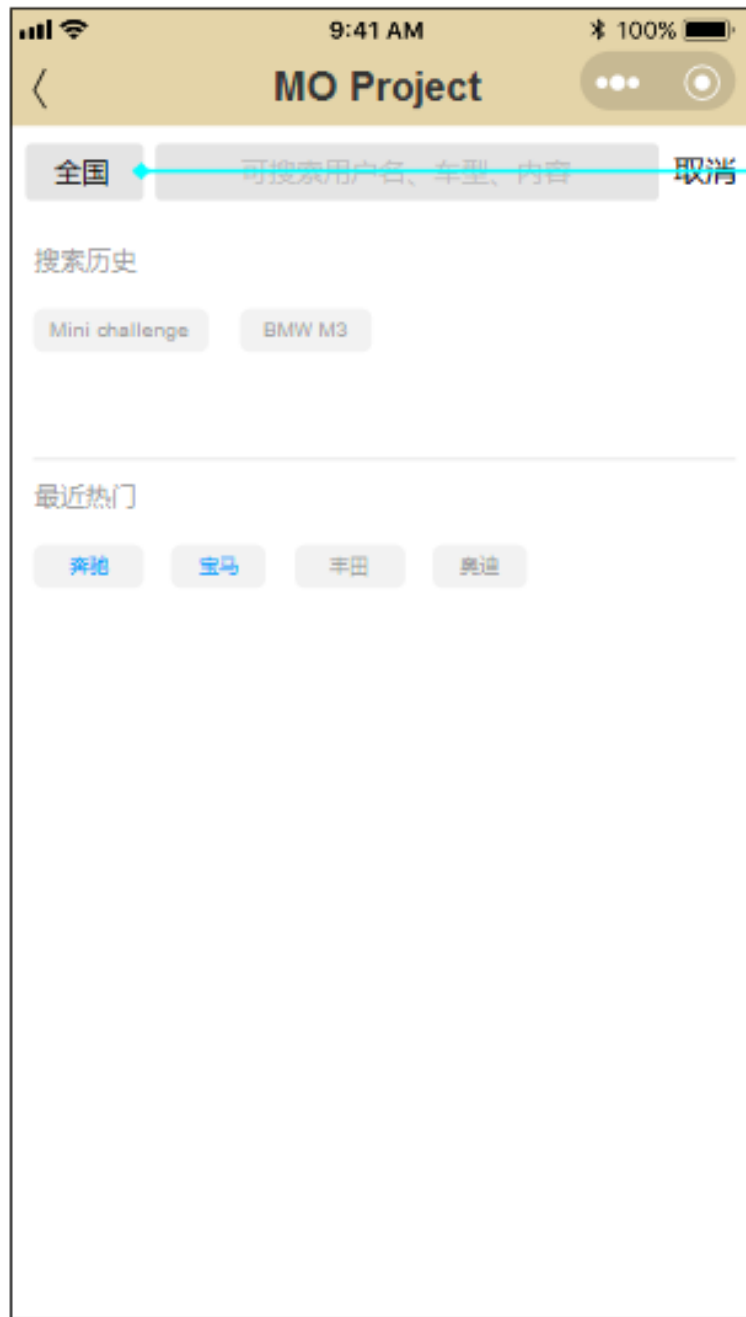 9:41 AM 100%
MO Project
全国 可搜索用户名、车型、内容 取消
搜索历史
Mini challenge BMW M3
最近热门
奔驰 宝马 丰田 奥迪